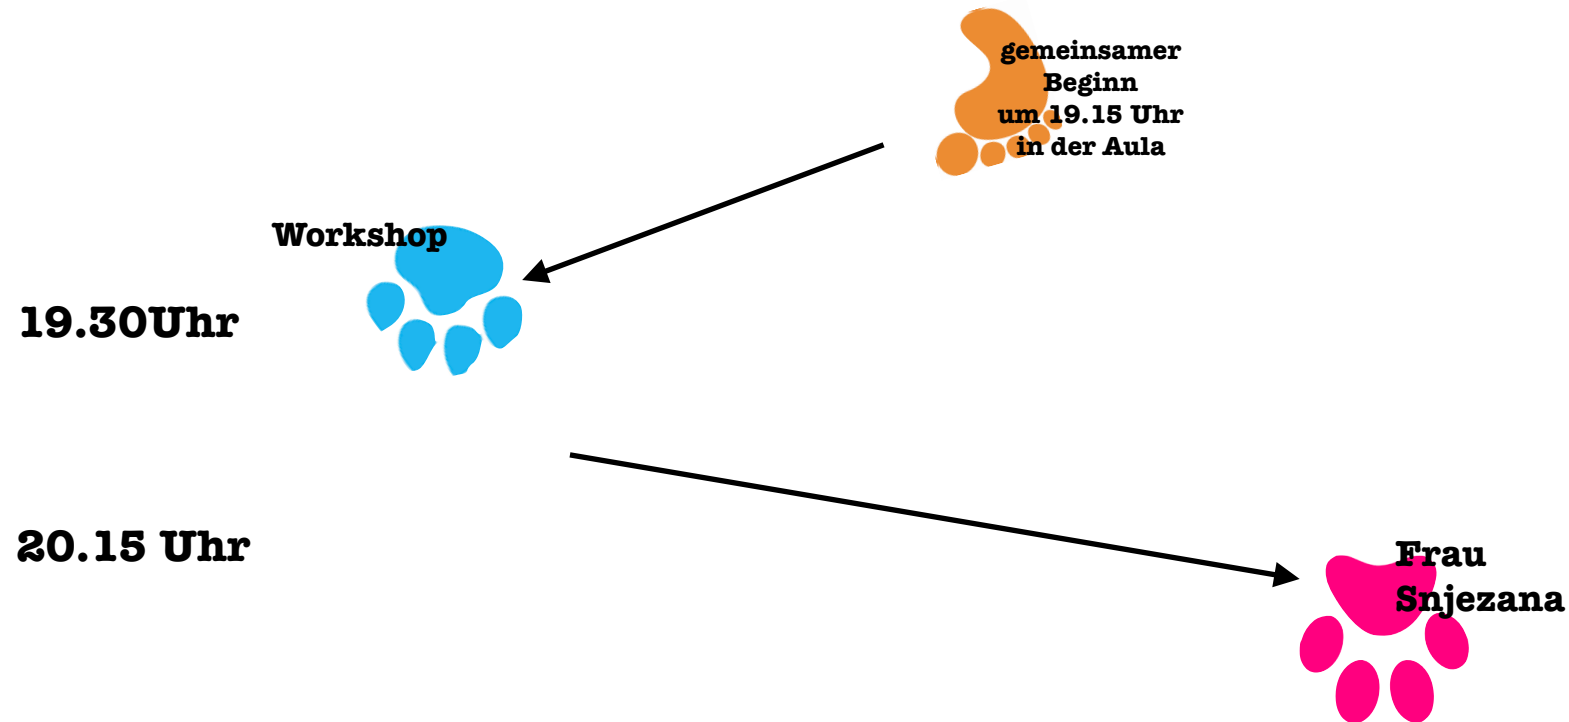 gemeinsamer
Beginn
um 19.15 Uhr
in der Aula
Workshop
19.30Uhr
20.15 Uhr
Frau
Snjezana